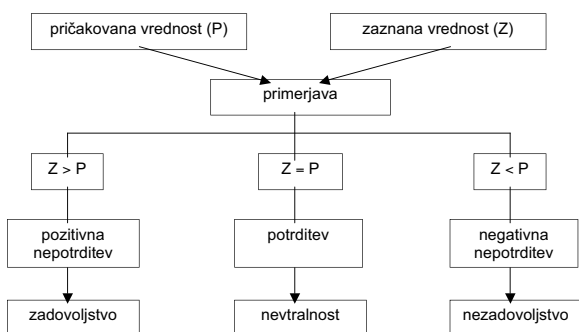 pričakovana vrednost (P)
zaznana vrednost (Z)
primerjava
Z > P
Z = P
Z < P
pozitivna
nepotrditev
potrditev
negativna
nepotrditev
zadovoljstvo
nevtralnost
nezadovoljstvo